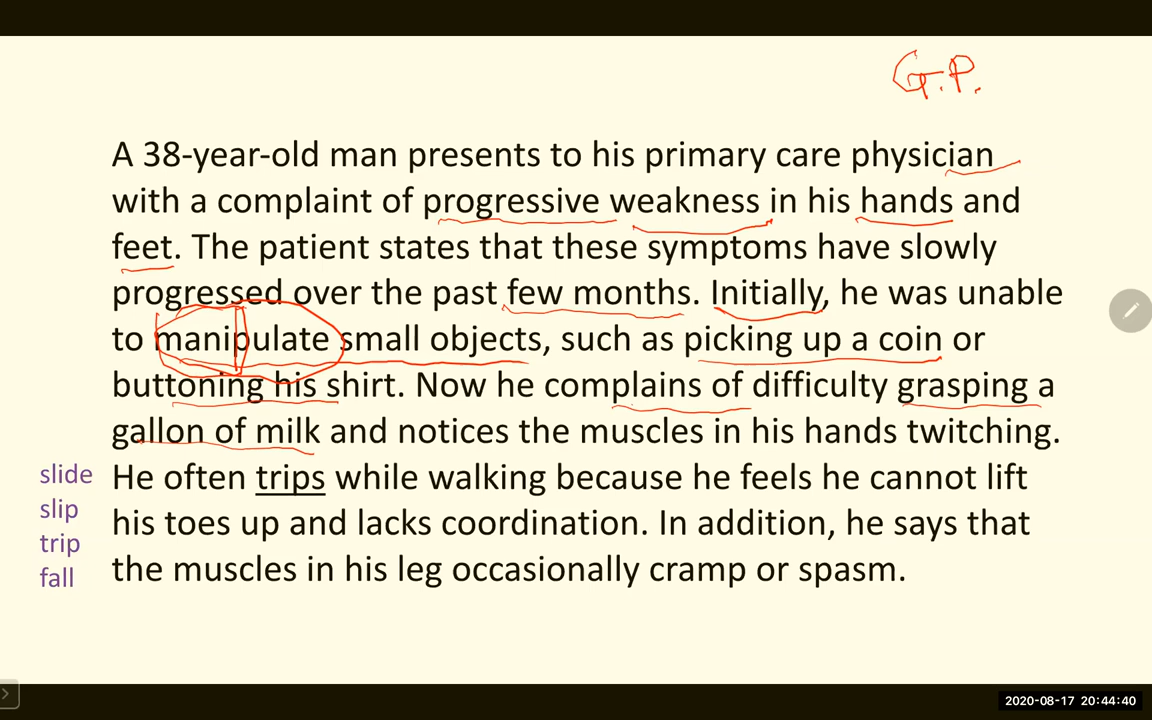 G.P.
A 38-year-old man presents to his primary care physician
with a complaint of progressive weakness in his hands and
feet. The patient states that these symptoms have slowly
progressed over the past few months. Initially, he was unable
to manipulate small objects, such as picking up a coin or
buttoning his shirt. Now he complains of difficulty grasping a
gallon of milk and notices the muscles in his hands twitching.
He often trips while walking because he feels he cannot lift
his toes up and lacks coordination. In addition, he says that
the muscles in his leg occasionally cramp or spasm.
slide
slip
trip
fall
2020-08-17 20:44:40